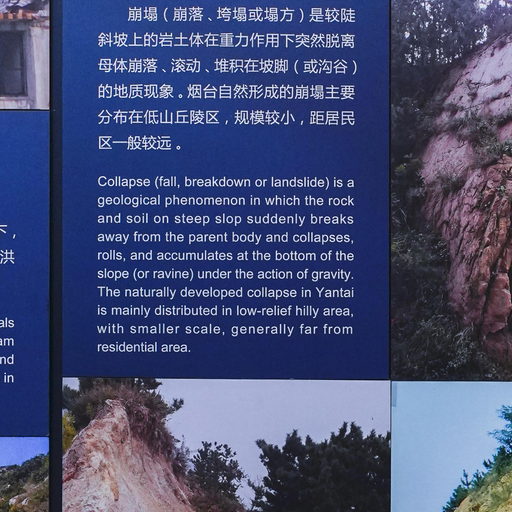 崩塌（崩落、垮塌或塌方）是较陡
斜坡上的岩土体在重力作用下突然脱离
母体崩落、滚动、堆积在坡脚（或沟谷）
的地质现象。烟台自然形成的崩塌主要
分布在低山丘陵区，规模较小，距居民
区一般较远。
Collapse (fall, breakdown or landslide) is a
geological phenomenon in which the rock
and soil on steep slop suddenly breaks
away from the parent body and collapses,
rolls, and accumulates at the bottom of the
slope (or ravine) under the action of gravity.
The naturally developed collapse in Yantai
is mainly distributed in low-relief hilly area,
with smaller scale, generally far from
residential area.
下，
洪
als
am
nd
in